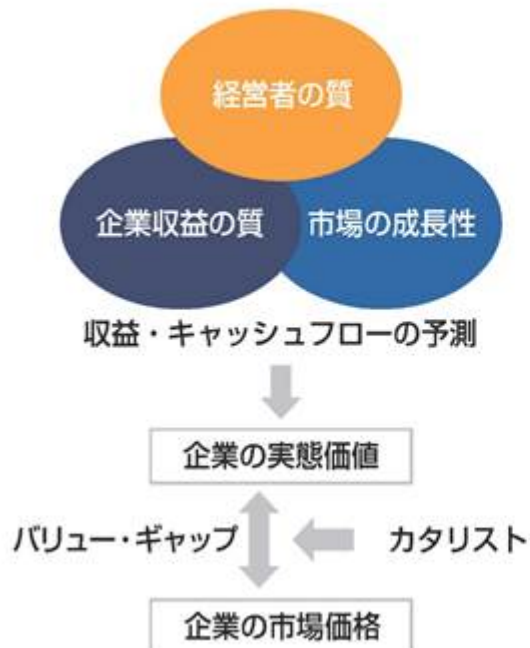 経営者の質
企業収益の質
市場の成長性
収益・キャッシュフローの予測
企業の実態価値
バリュー・ギャップ
カタリスト
企業の市場価格